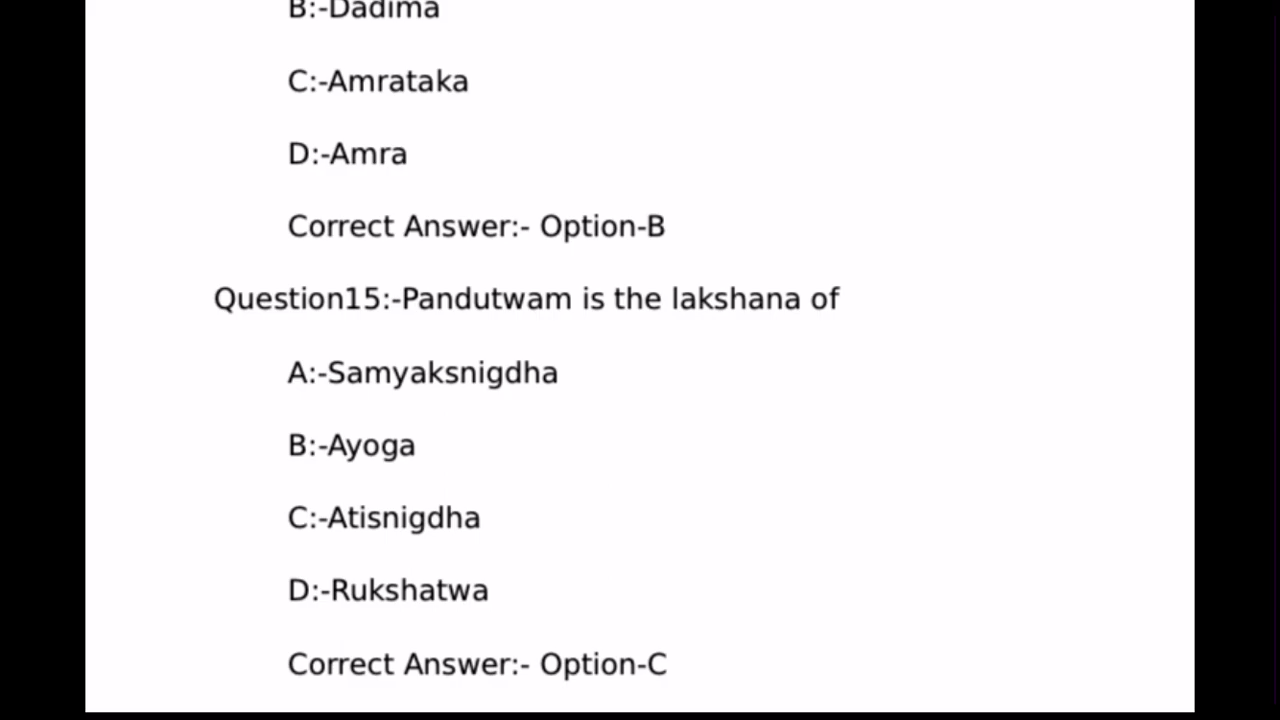 B:-Dadima
C:-Amrataka
D:-Amra
Correct Answer:- Option-B
Question15:-Pandutwam is the lakshana of
A:-Samyaksnigdha
B:-Ayoga
C:-Atisnigdha
D:-Rukshatwa
Correct Answer:- Option-C